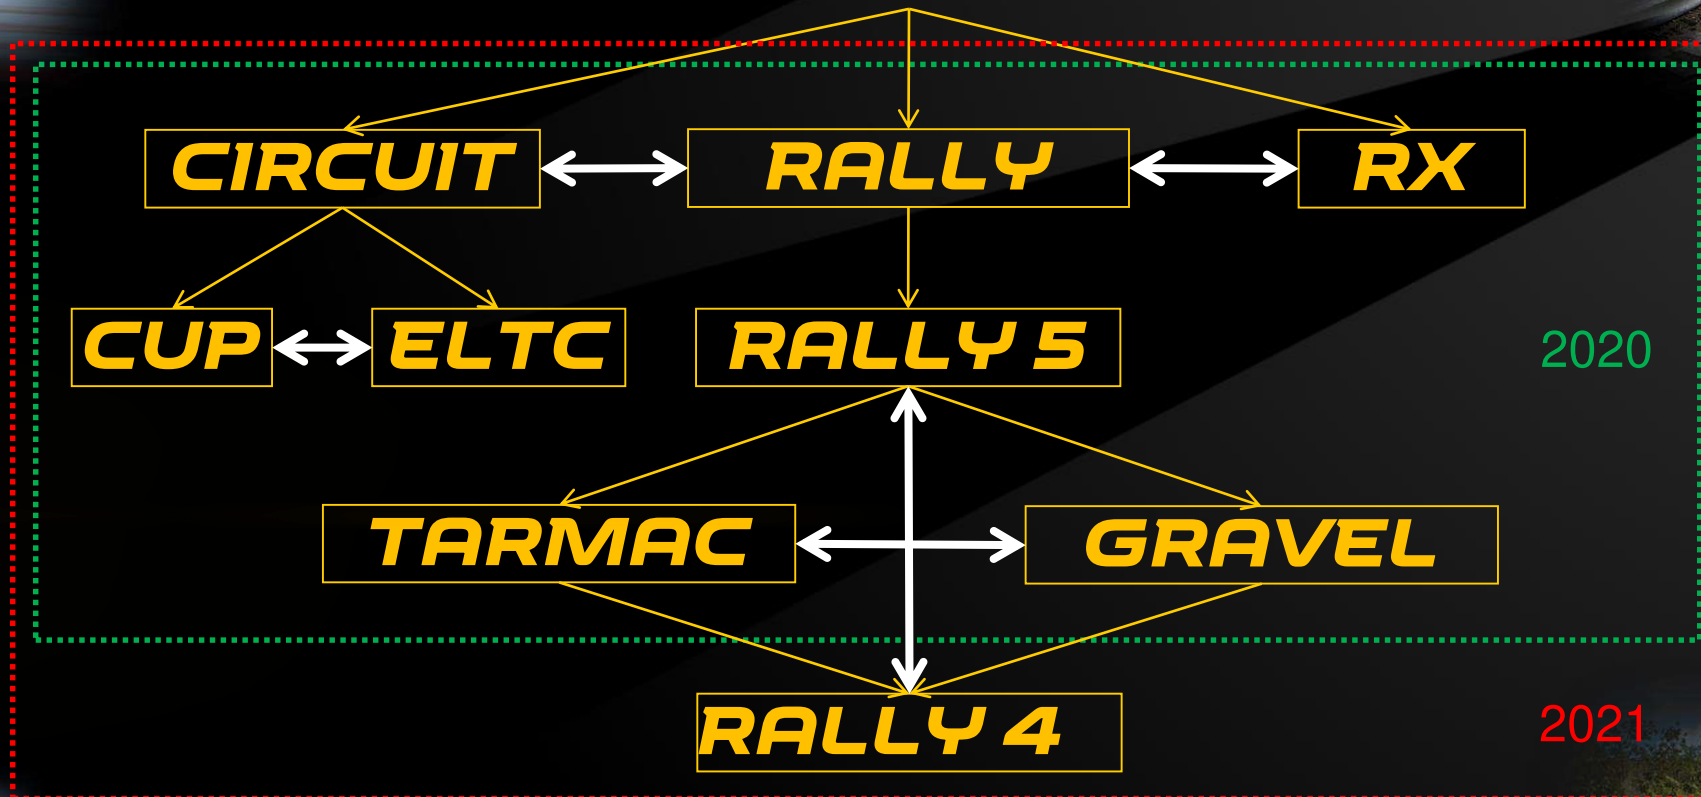 CIRCUIT
RALLY
RX
CUP
ELTC
RALLY 5
2020
TARMAC
GRAVEL
RALLY 4
2021